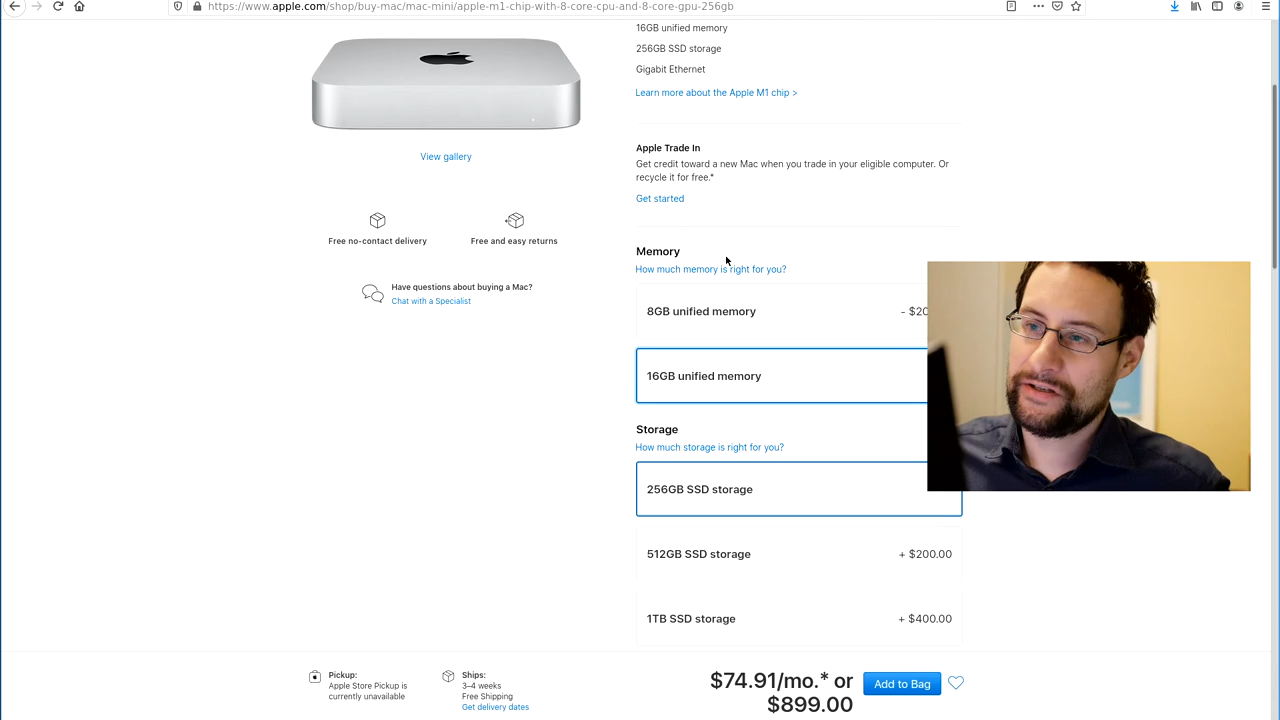 https://www.apple.com/shop/buy-mac/mac-mini/apple-m1-chip-with-8-core-cpu-and-8-core-gpu-256gb
16GB unified memory
256GB SSD storage
Gigabit Ethernet
Learn more about the Apple M1 chip >
View gallery
Apple Trade In
Get credit toward a new Mac when you trade in your eligible computer. Or
recycle it for free.*
Get started
Free no-contact delivery
Free and easy returns
Have questions about buying a Mac?
Chat with a Specialist
Memory
How much memory is right for you?
8GB unified memory - $20
16GB unified memory
Storage
How much storage is right for you?
256GB SSD storage
512GB SSD storage + $200.00
1TB SSD storage + $400.00
Pickup:
Apple Store Pickup is
currently unavailable
Ships:
3–4 weeks
Free Shipping
Get delivery dates
$74.91/mo.* or
$899.00
Add to Bag